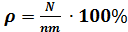 ρ = N/nm · 100%